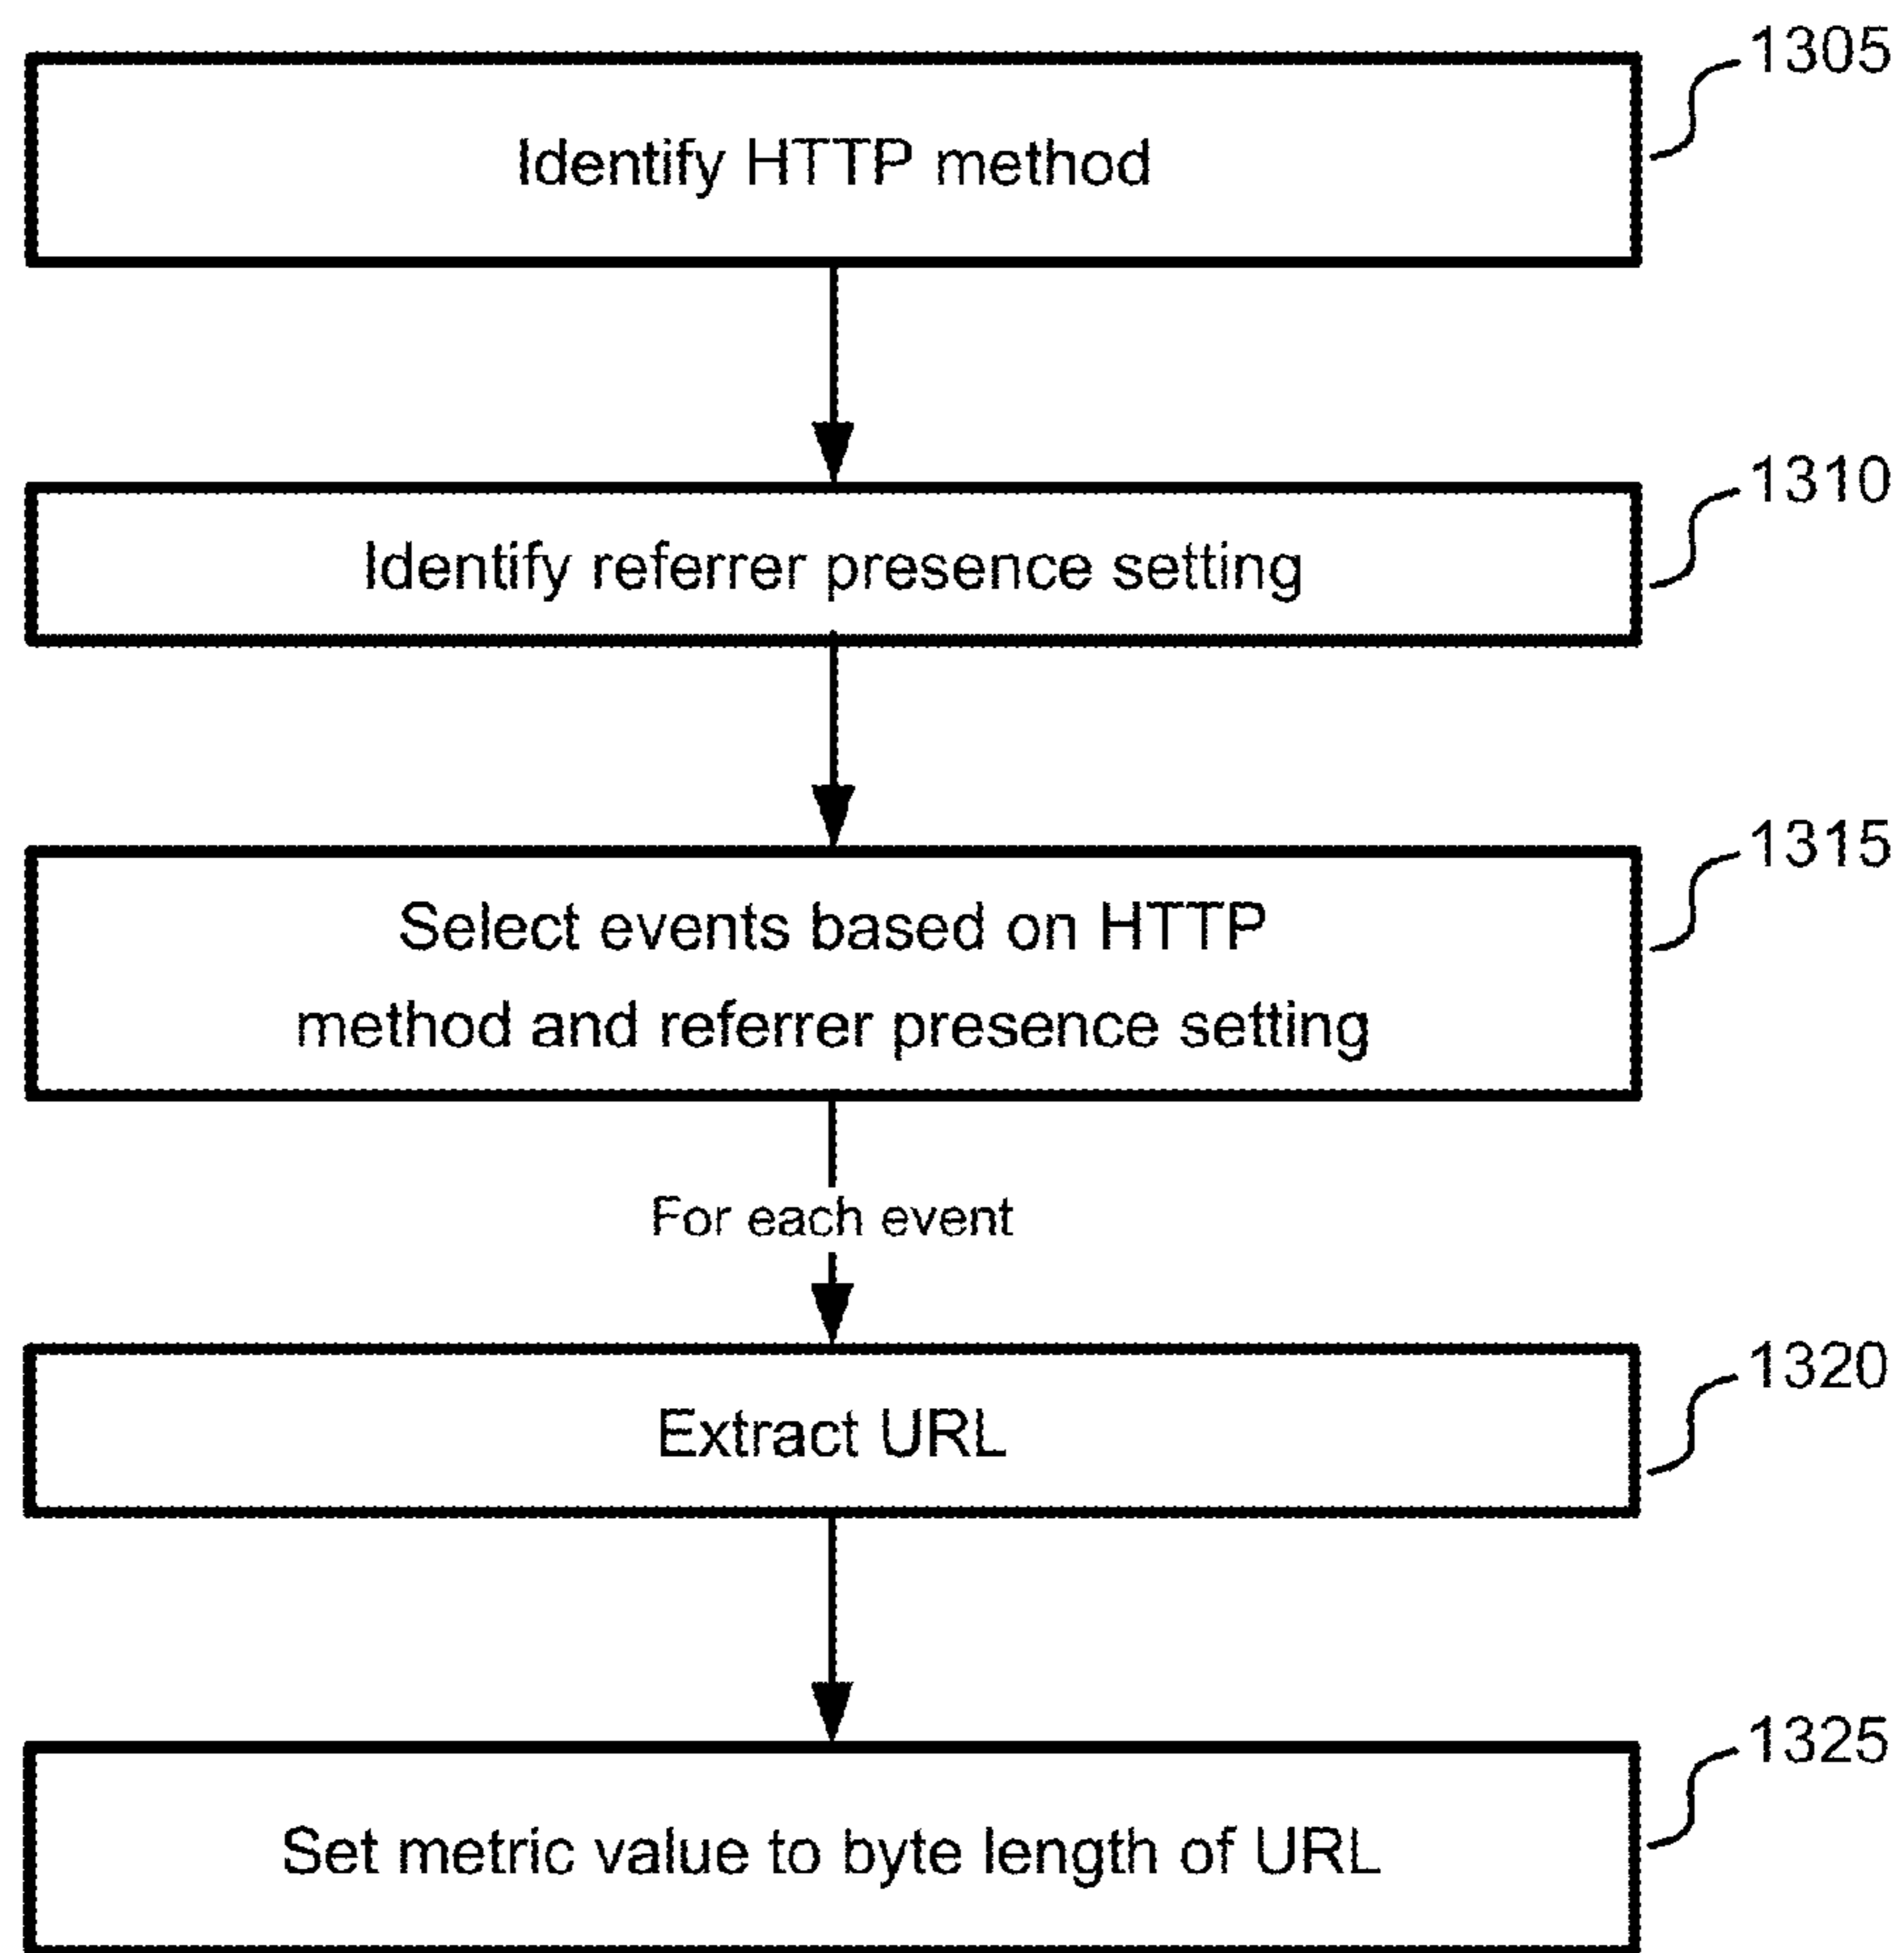 1305
Identify HTTP method
1310
Identify referrer presence setting
1315
Select events based on HTTP
method and referrer presence setting
For each event
1320
Extract URL
1325
Set metric value to byte length of URL